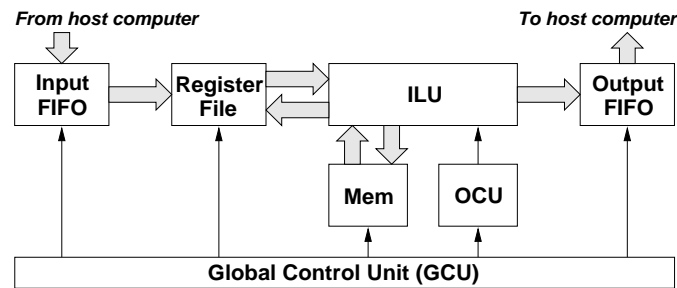 From host computer
To host computer
Input
FIFO
Register
File
ILU
Output
FIFO
Mem
OCU
Global Control Unit (GCU)